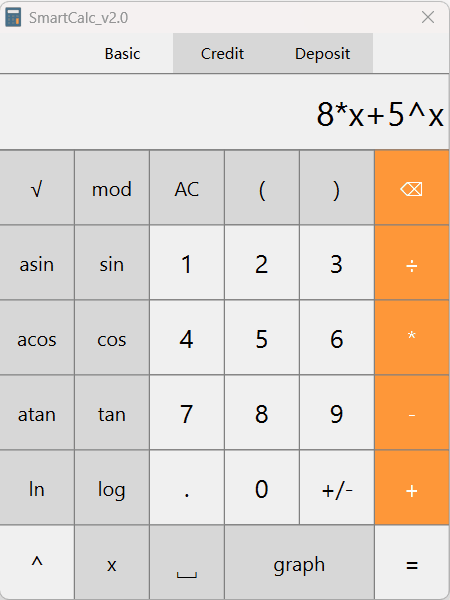 SmartCalc_v2.0
Basic Credit Deposit
8*x+5^x
√ mod AC ( ) ⌫
asin sin 1 2 3 ÷
acos cos 4 5 6 *
atan tan 7 8 9 -
ln log . 0 +/- +
^ x ⎵ graph =